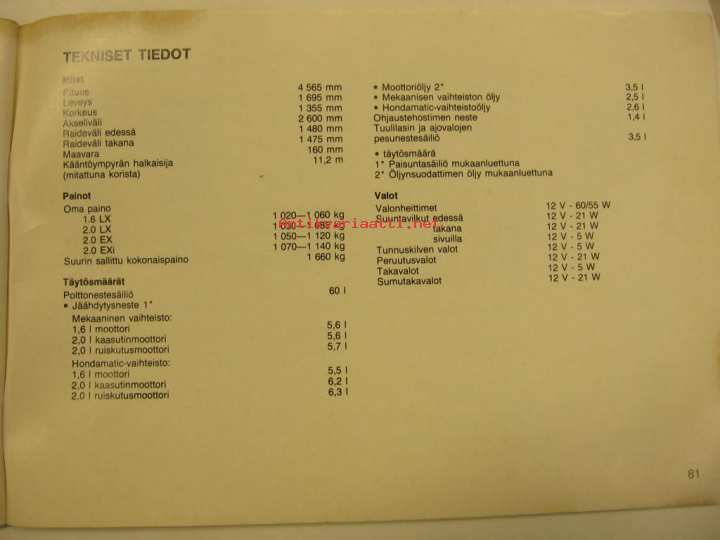 TEKNISET TIEDOT
Mitat
Pituus 4 565 mm
Leveys 1 695 mm
Korkeus 1 355 mm
Akseliväli 2 600 mm
Raideväli edessä 1 480 mm
Raideväli takana 1 475 mm
Maavara 160 mm
Kääntöympyrän halkaisija 11,2 m
(mitattuna korista)
Painot
Oma paino
1.6 LX 1 020—1 060 kg
2.0 LX kg
2.0 EX 1 050—1 120 kg
2.0 EXi 1 070—1 140 kg
Suurin sallittu kokonaispaino 1 660 kg
Täytösmäärät
Polttonestesäiliö 60 l
• Jäähdytysneste 1*
Mekaaninen vaihteisto:
1,6 l moottori 5,6 l
2,0 l kaasutinmoottori 5,6 l
2,0 l ruiskutusmoottori 5,7 l
Hondamatic-vaihteisto:
1,6 l moottori 5,5 l
2,0 l kaasutinmoottori 6,2 l
2,0 l ruiskutusmoottori 6,3 l
• Moottoriöljy 2* 3,5 l
• Mekaanisen vaihteiston öljy 2,5 l
• Hondamatic-vaihteistoöljy 2,6 l
Ohjaustehostimen neste 1,4 l
Tuulilasin ja ajovalojen
pesunestesäiliö 3,5 l
• täytösmäärä
1* Paisuntasäiliö mukaanluettuna
2* Öljynsuodattimen öljy mukaanluettuna
Valot
Valonheittimet 12 V - 60/55 W
Suuntavilkut edessä 12 V - 21 W
takana 12 V - 21 W
sivuilla 12 V - 5 W
Tunnuskilven valot 12 V - 5 W
Peruutusvalot 12 V - 21 W
Takavalot 12 V - 5 W
Sumutakavalot 12 V - 21 W
Antikvariaatti.net
81